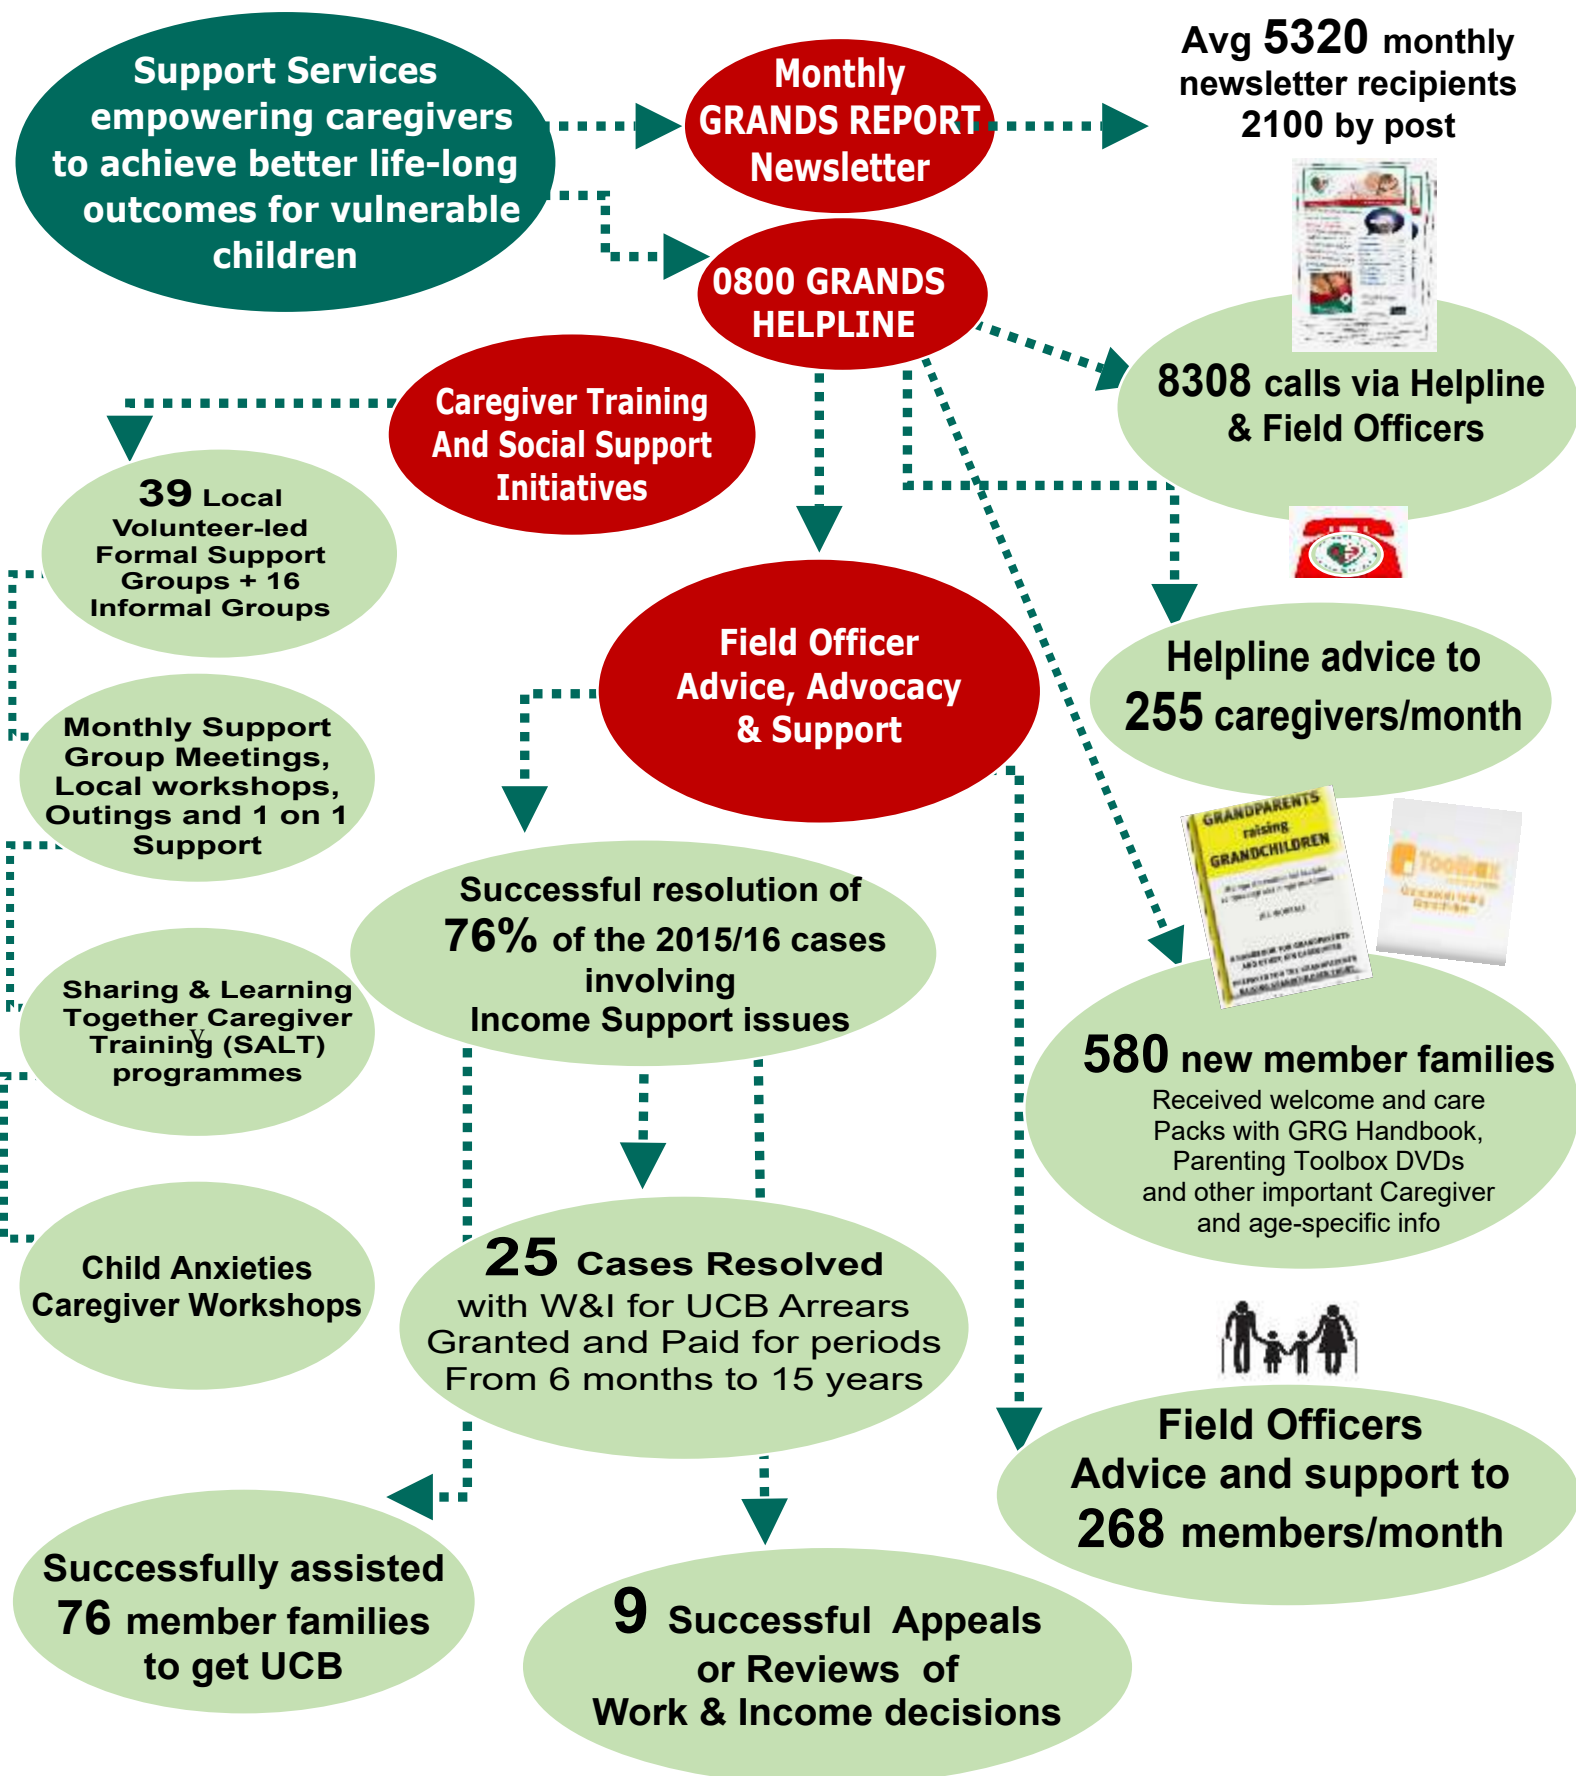 Support Services
empowering caregivers
to achieve better life-long
outcomes for vulnerable
children
Monthly
GRANDS REPORT
Newsletter
Avg 5320 monthly
newsletter recipients
2100 by post
0800 GRANDS
HELPLINE
8308 calls via Helpline
& Field Officers
Caregiver Training
And Social Support
Initiatives
39 Local
Volunteer-led
Formal Support
Groups + 16
Informal Groups
Field Officer
Advice, Advocacy
& Support
Helpline advice to
255 caregivers/month
Monthly Support
Group Meetings,
Local workshops,
Outings and 1 on 1
Support
GRANDPARENTS
raising
GRANDCHILDREN
Toolbox
Successful resolution of
76% of the 2015/16 cases
involving
Income Support issues
Sharing & Learning
Together Caregiver
v
Training (SALT)
programmes
580 new member families
Received welcome and care
Packs with GRG Handbook,
Parenting Toolbox DVDs
and other important Caregiver
and age-specific info
Child Anxieties
Caregiver Workshops
25 Cases Resolved
with W&I for UCB Arrears
Granted and Paid for periods
From 6 months to 15 years
Field Officers
Advice and support to
268 members/month
Successfully assisted
76 member families
to get UCB
9 Successful Appeals
or Reviews of
Work & Income decisions